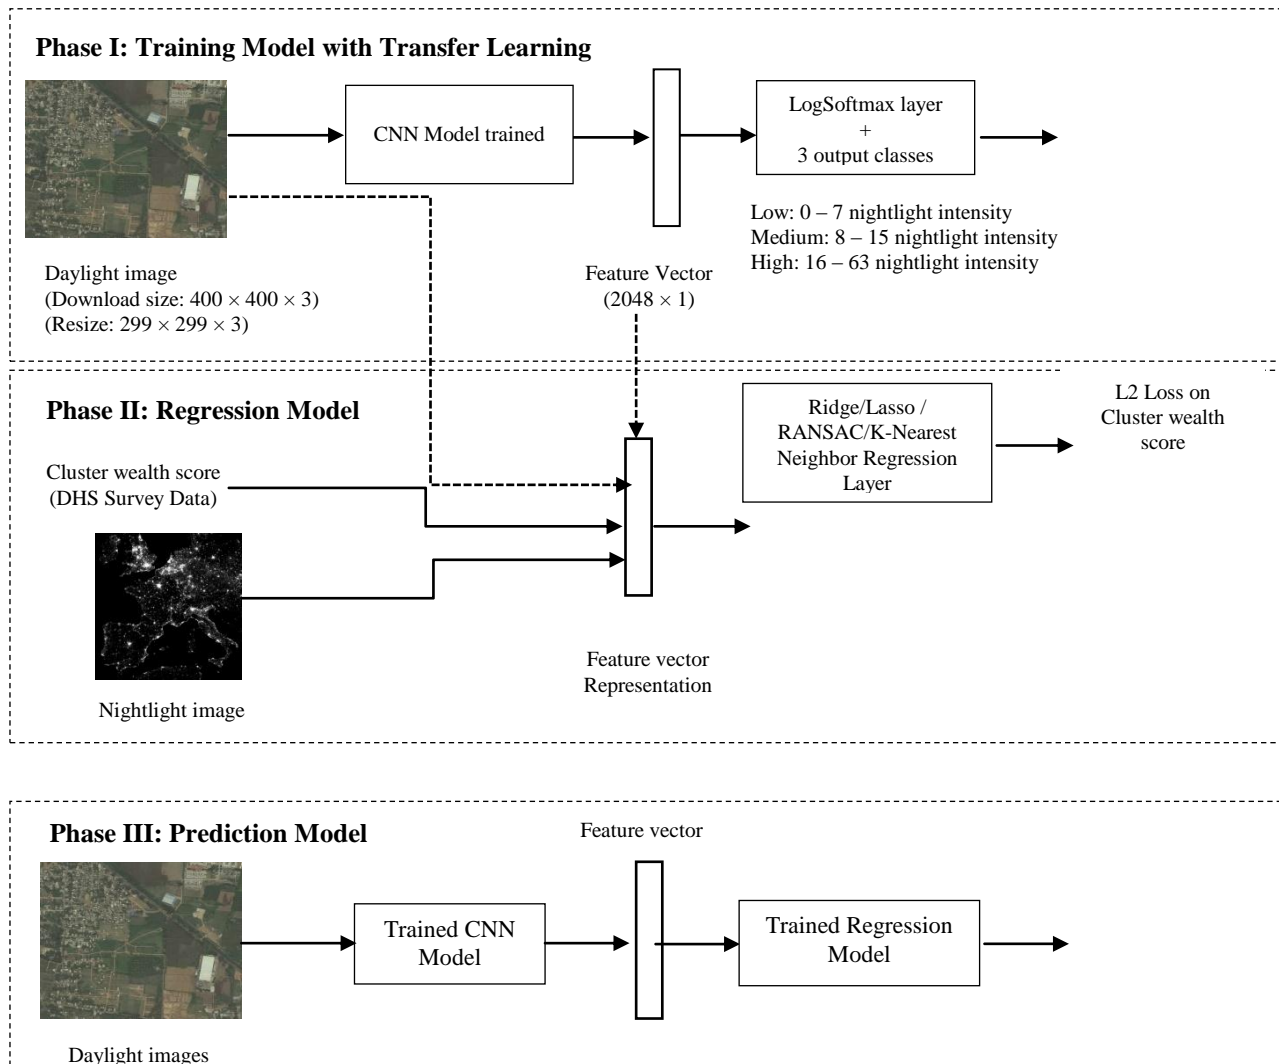 Phase I: Training Model with Transfer Learning
CNN Model trained
LogSoftmax layer
+
3 output classes
Low: 0 – 7 nightlight intensity
Medium: 8 – 15 nightlight intensity
High: 16 – 63 nightlight intensity
Daylight image
(Download size: 400 × 400 × 3)
(Resize: 299 × 299 × 3)
Feature Vector
(2048 × 1)
Phase II: Regression Model
Cluster wealth score
(DHS Survey Data)
Ridge/Lasso /
RANSAC/K-Nearest
Neighbor Regression
Layer
L2 Loss on
Cluster wealth
score
Feature vector
Representation
Nightlight image
Phase III: Prediction Model
Feature vector
Trained CNN
Model
Trained Regression
Model
Daylight images